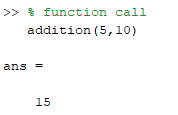 >> % function call
addition(5,10)
ans =
15